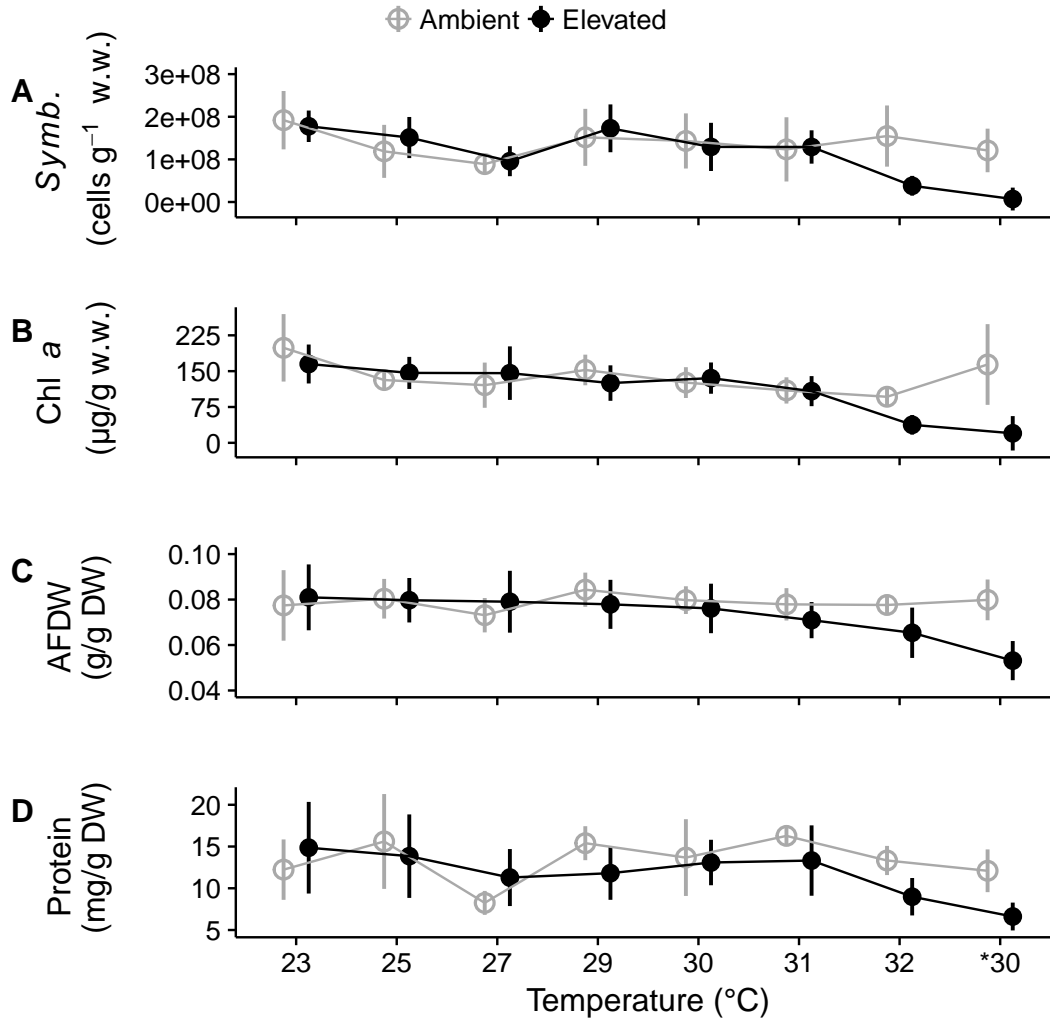 Ambient Elevated
A
Symb.
(cells g⁻¹ w.w.)
3e+08
2e+08
1e+08
0e+00
B
Chl a
(µg/g w.w.)
225
150
75
0
C
AFDW
(g/g DW)
0.10
0.08
0.06
0.04
D
Protein
(mg/g DW)
20
15
10
5
23 25 27 29 30 31 32 *30
Temperature (°C)